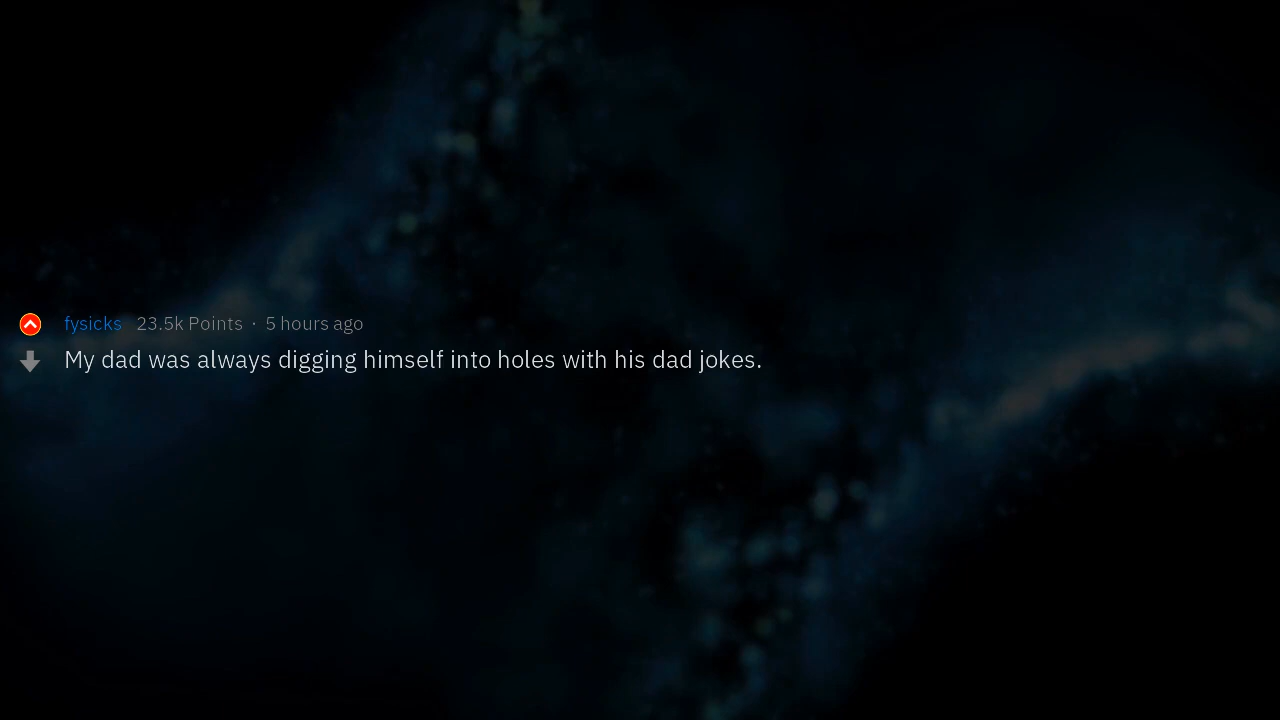 fysicks 23.5k Points · 5 hours ago
My dad was always digging himself into holes with his dad jokes.